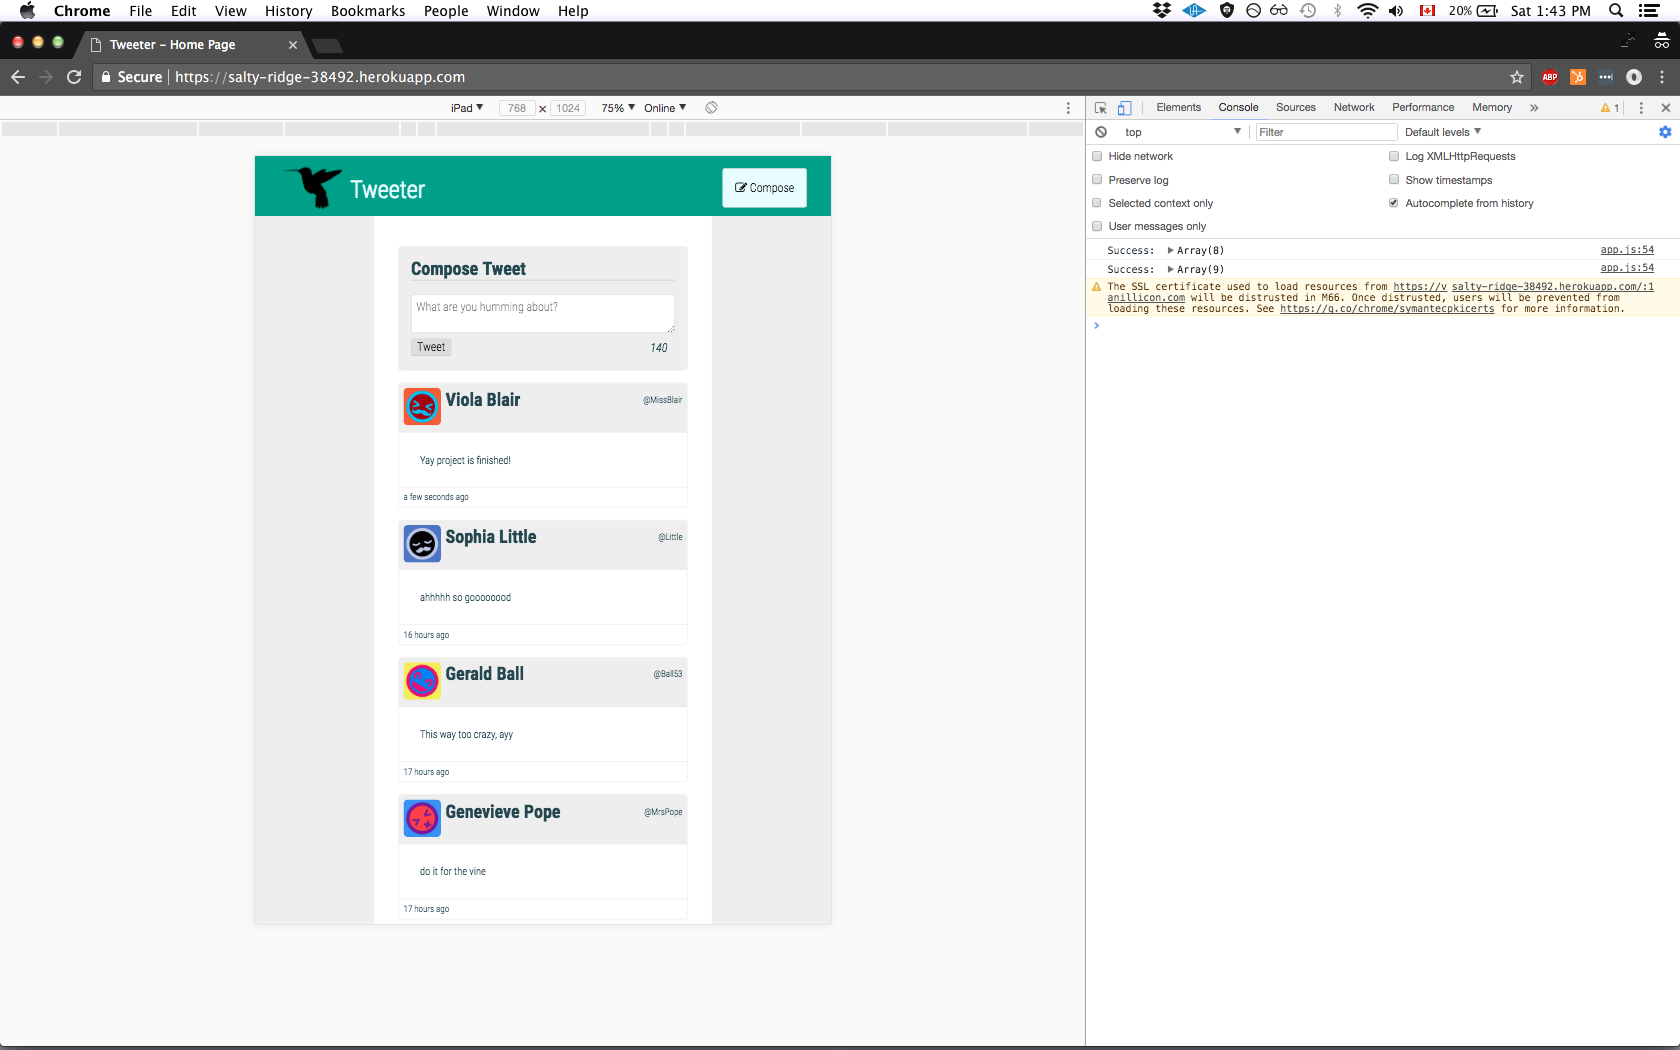 Chrome File Edit View History Bookmarks People Window Help 20% Sat 1:43 PM
Tweeter – Home Page
Secure https://salty-ridge-38492.herokuapp.com ABP
iPad 768 x 1024 75% Online
Elements Console Sources Network Performance Memory 1
top Filter Default levels
Hide network Log XMLHttpRequests
Preserve log Show timestamps
Selected context only Autocomplete from history
User messages only
Success: Array(8) app.js:54
Success: Array(9) app.js:54
The SSL certificate used to load resources from https://v salty-ridge-38492.herokuapp.com/:1
anillicon.com will be distrusted in M66. Once distrusted, users will be prevented from
loading these resources. See https://g.co/chrome/symantecpkicerts for more information.
Tweeter Compose
Compose Tweet
What are you humming about?
Tweet 140
Viola Blair @MissBlair
Yay project is finished!
a few seconds ago
Sophia Little @Little
ahhhhh so goooooood
16 hours ago
Gerald Ball @Ball53
This way too crazy, ayy
17 hours ago
Genevieve Pope @MrsPope
do it for the vine
17 hours ago